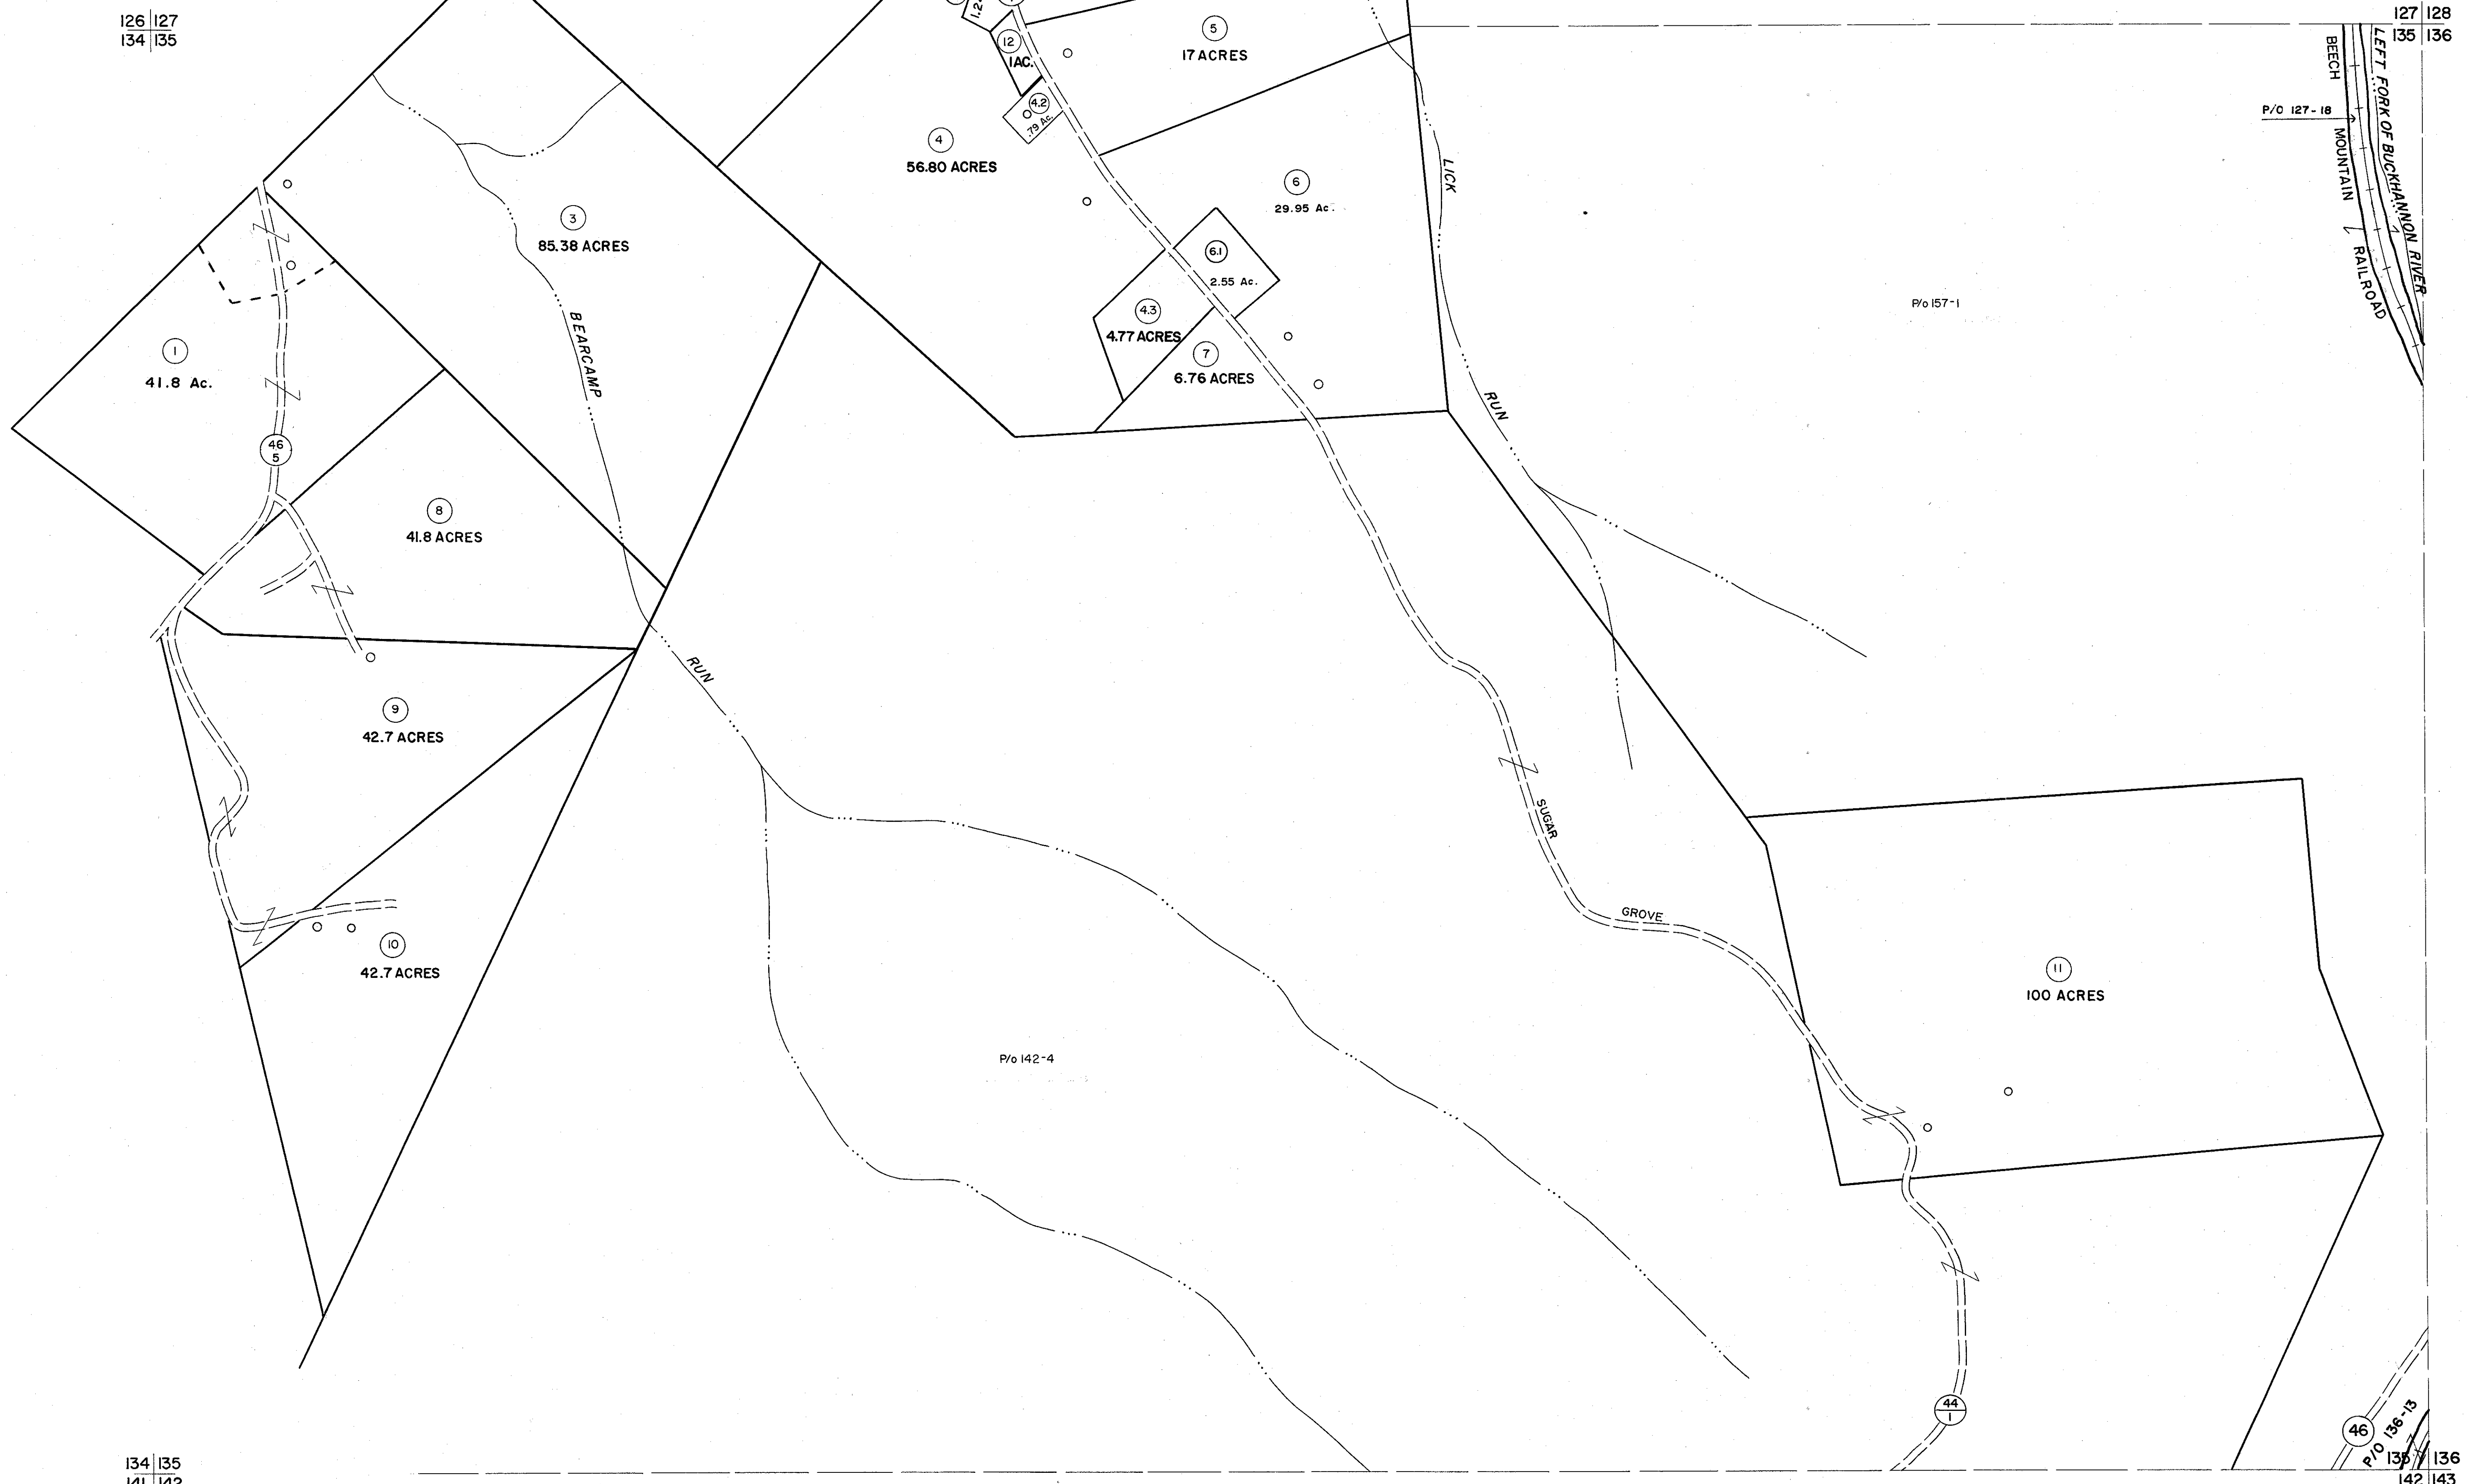 126 127
134 135
127 128
135 136
1.2
12
1AC.
4.2
.79 Ac.
5
17 ACRES
4
56.80 ACRES
6
29.95 Ac.
6.1
2.55 Ac.
4.3
4.77 ACRES
7
6.76 ACRES
3
85.38 ACRES
1
41.8 Ac.
46
5
8
41.8 ACRES
9
42.7 ACRES
10
42.7 ACRES
11
100 ACRES
BEARCAMP
RUN
LICK
RUN
SUGAR
GROVE
P/o 157-1
P/o 142-4
P/O 127-18
BEECH
MOUNTAIN
RAILROAD
LEFT FORK OF BUCKHANNON RIVER
44
1
46
P/O 136-13
134 135
141 142
135 136
142 143